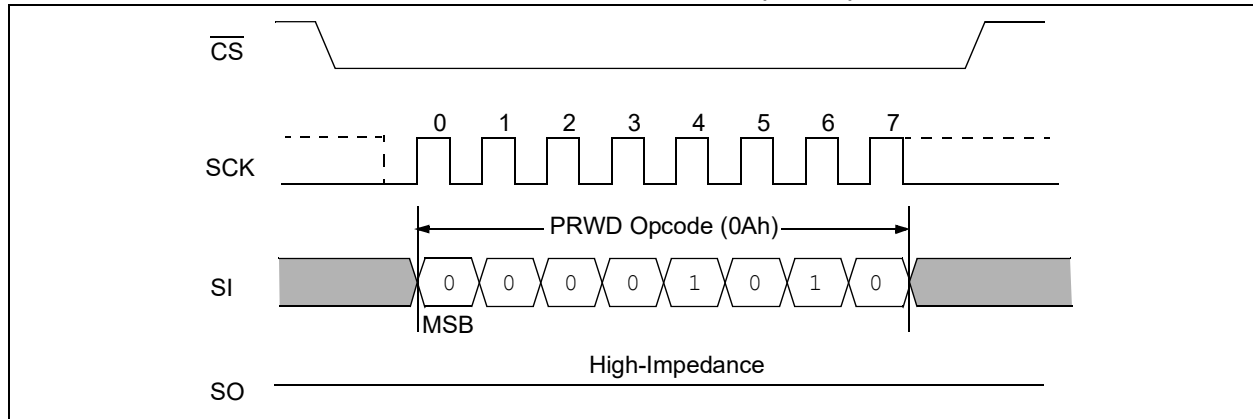 CS
0 1 2 3 4 5 6 7
SCK
PRWD Opcode (0Ah)
SI 0 0 0 0 1 0 1 0
MSB
High-Impedance
SO